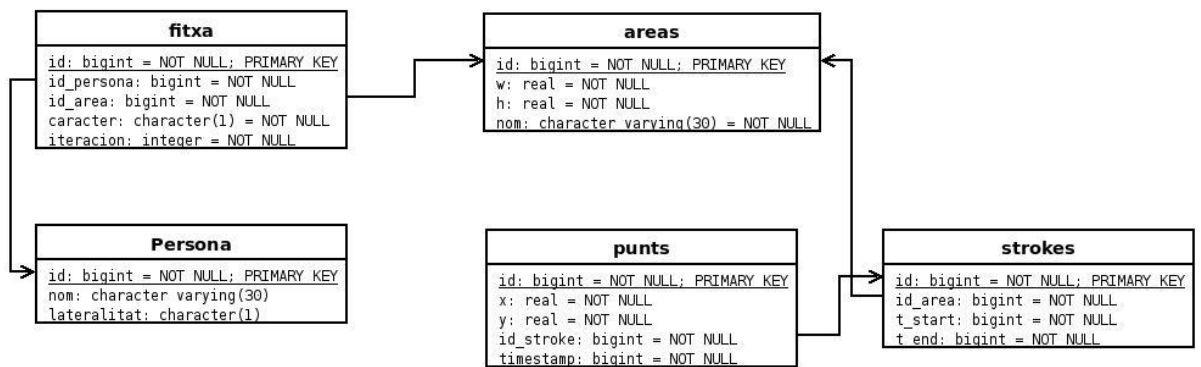 fitxa
id: bigint = NOT NULL; PRIMARY KEY
id_persona: bigint = NOT NULL
id_area: bigint = NOT NULL
caracter: character(1) = NOT NULL
iteracion: integer = NOT NULL
areas
id: bigint = NOT NULL; PRIMARY KEY
w: real = NOT NULL
h: real = NOT NULL
nom: character varying(30) = NOT NULL
Persona
id: bigint = NOT NULL; PRIMARY KEY
nom: character varying(30)
lateralitat: character(1)
punts
id: bigint = NOT NULL; PRIMARY KEY
x: real = NOT NULL
y: real = NOT NULL
id_stroke: bigint = NOT NULL
timestamp: bigint = NOT NULL
strokes
id: bigint = NOT NULL; PRIMARY KEY
id_area: bigint = NOT NULL
t_start: bigint = NOT NULL
t_end: bigint = NOT NULL